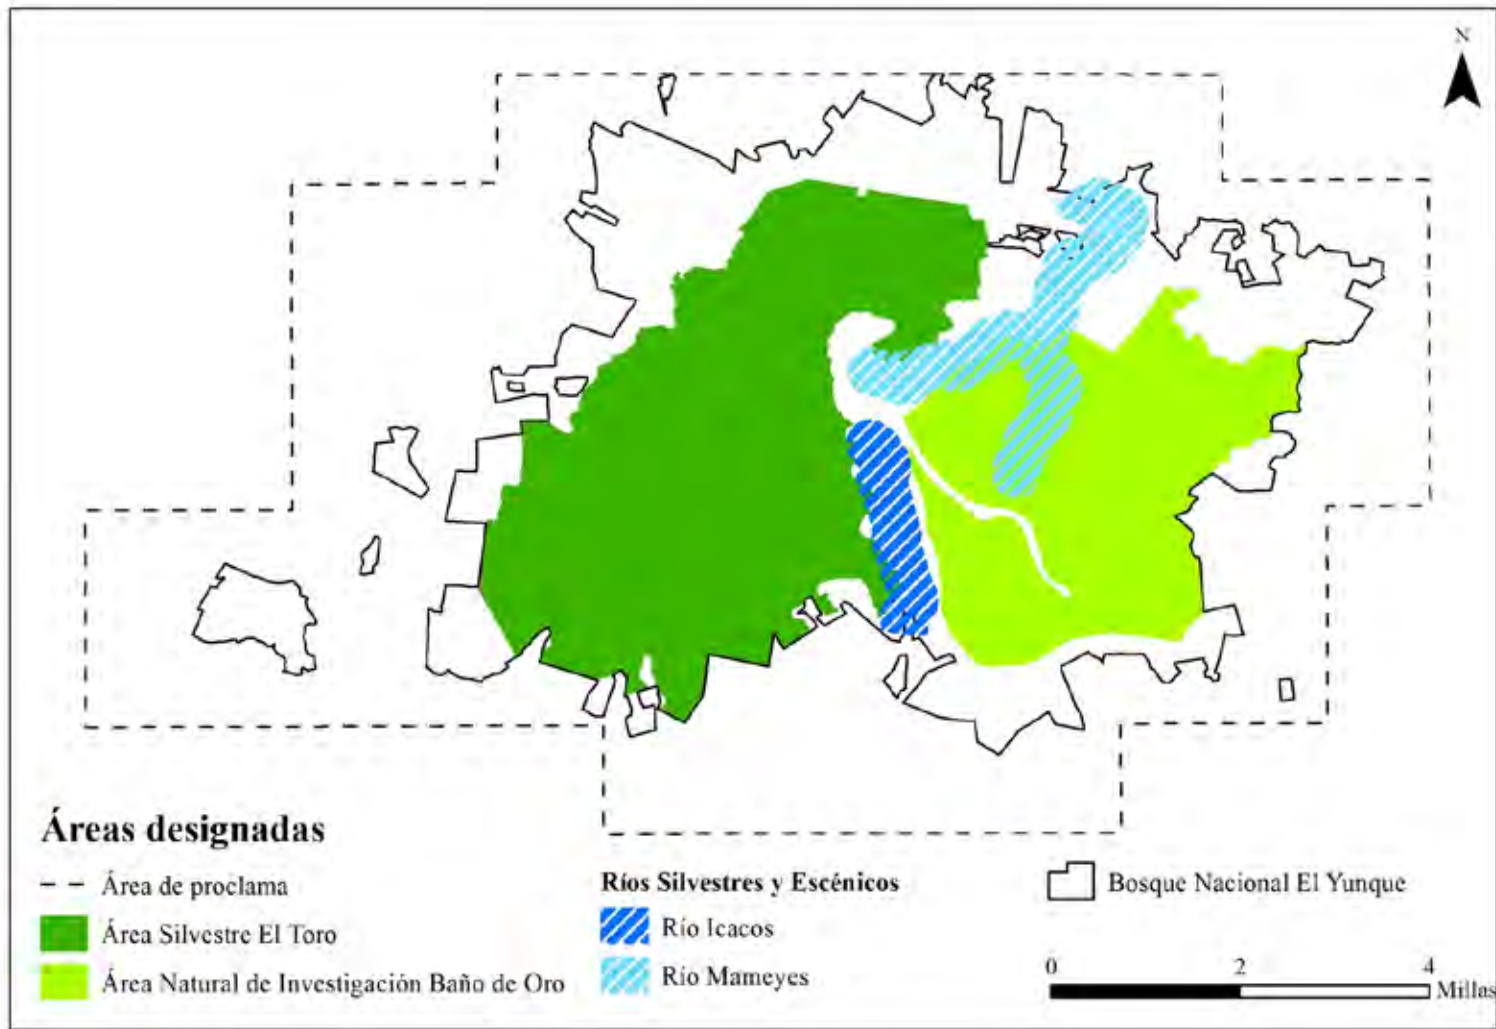 N
Áreas designadas
Área de proclama
Área Silvestre El Toro
Área Natural de Investigación Baño de Oro
Ríos Silvestres y Escénicos
Río Icacos
Río Mameyes
Bosque Nacional El Yunque
0 2 4
Millas